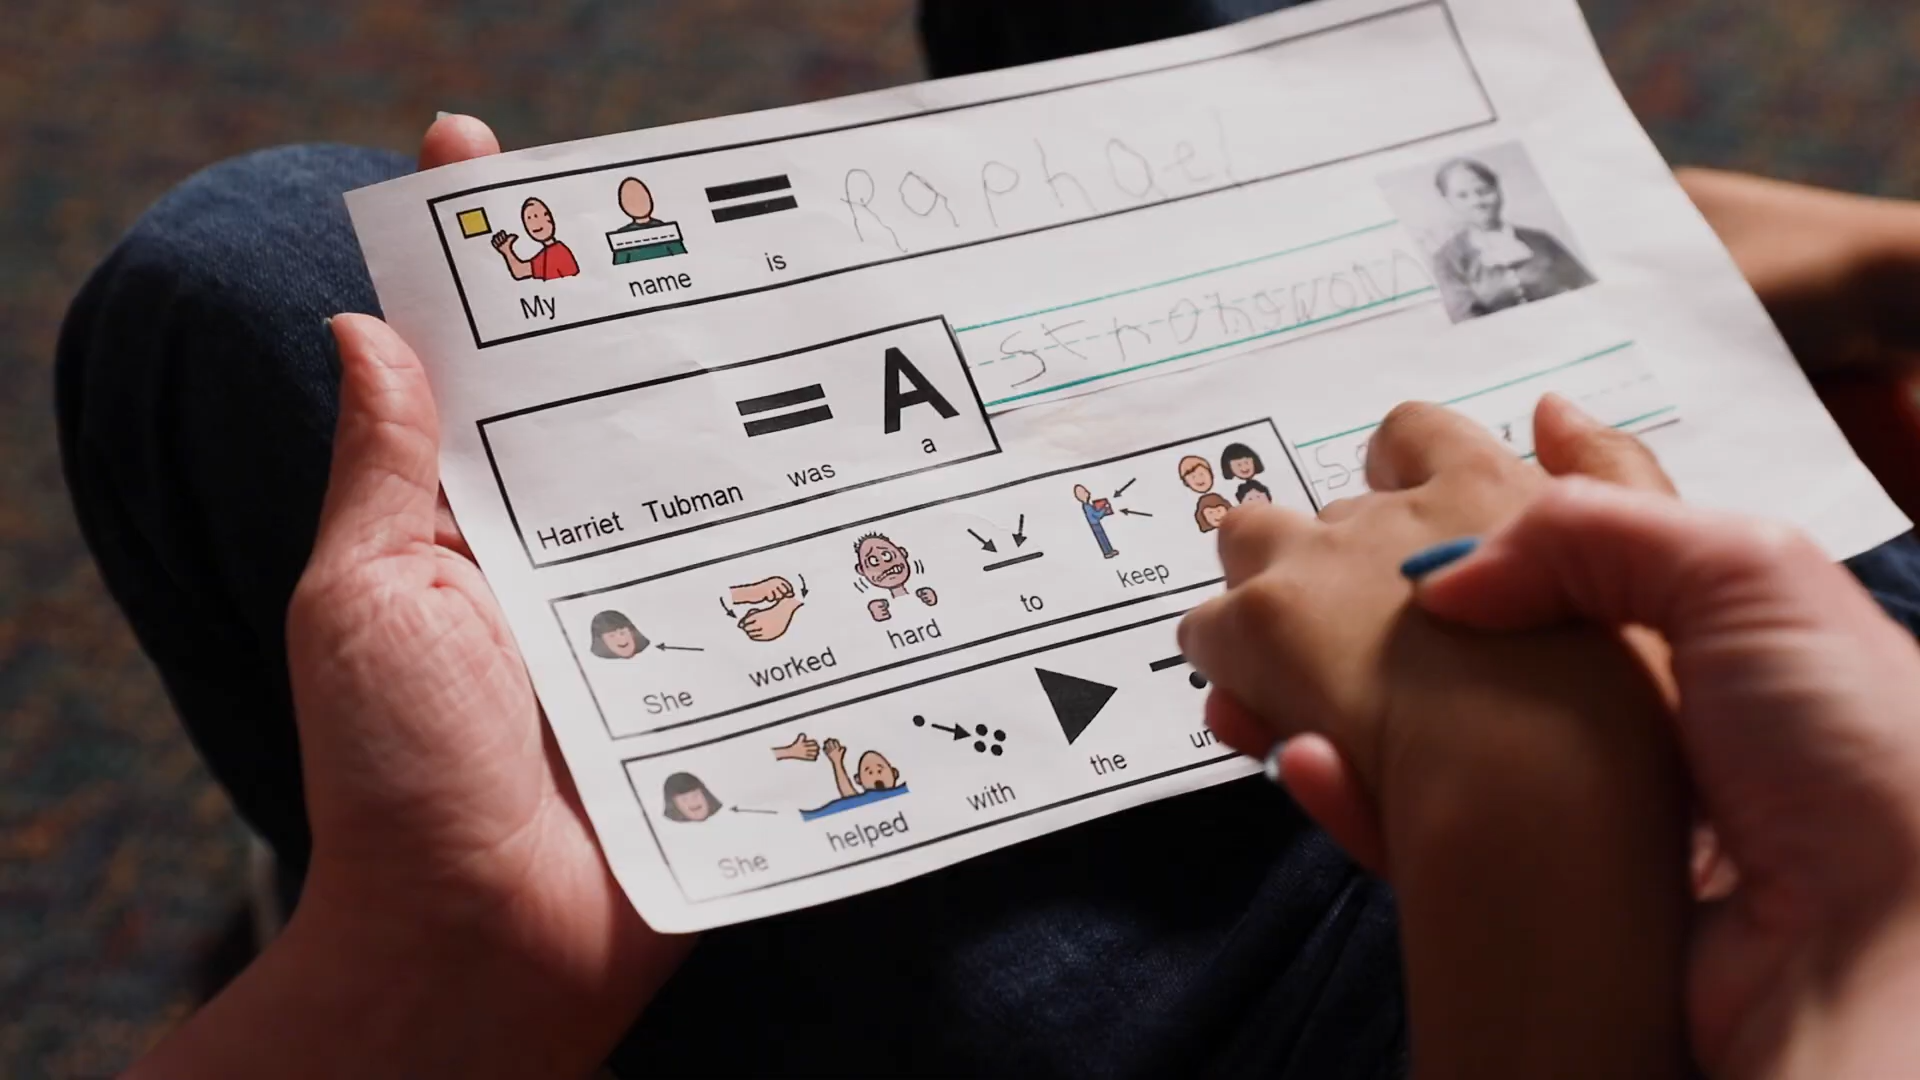 My name is Raphael
Harriet Tubman was a
She worked hard to keep
She helped with the